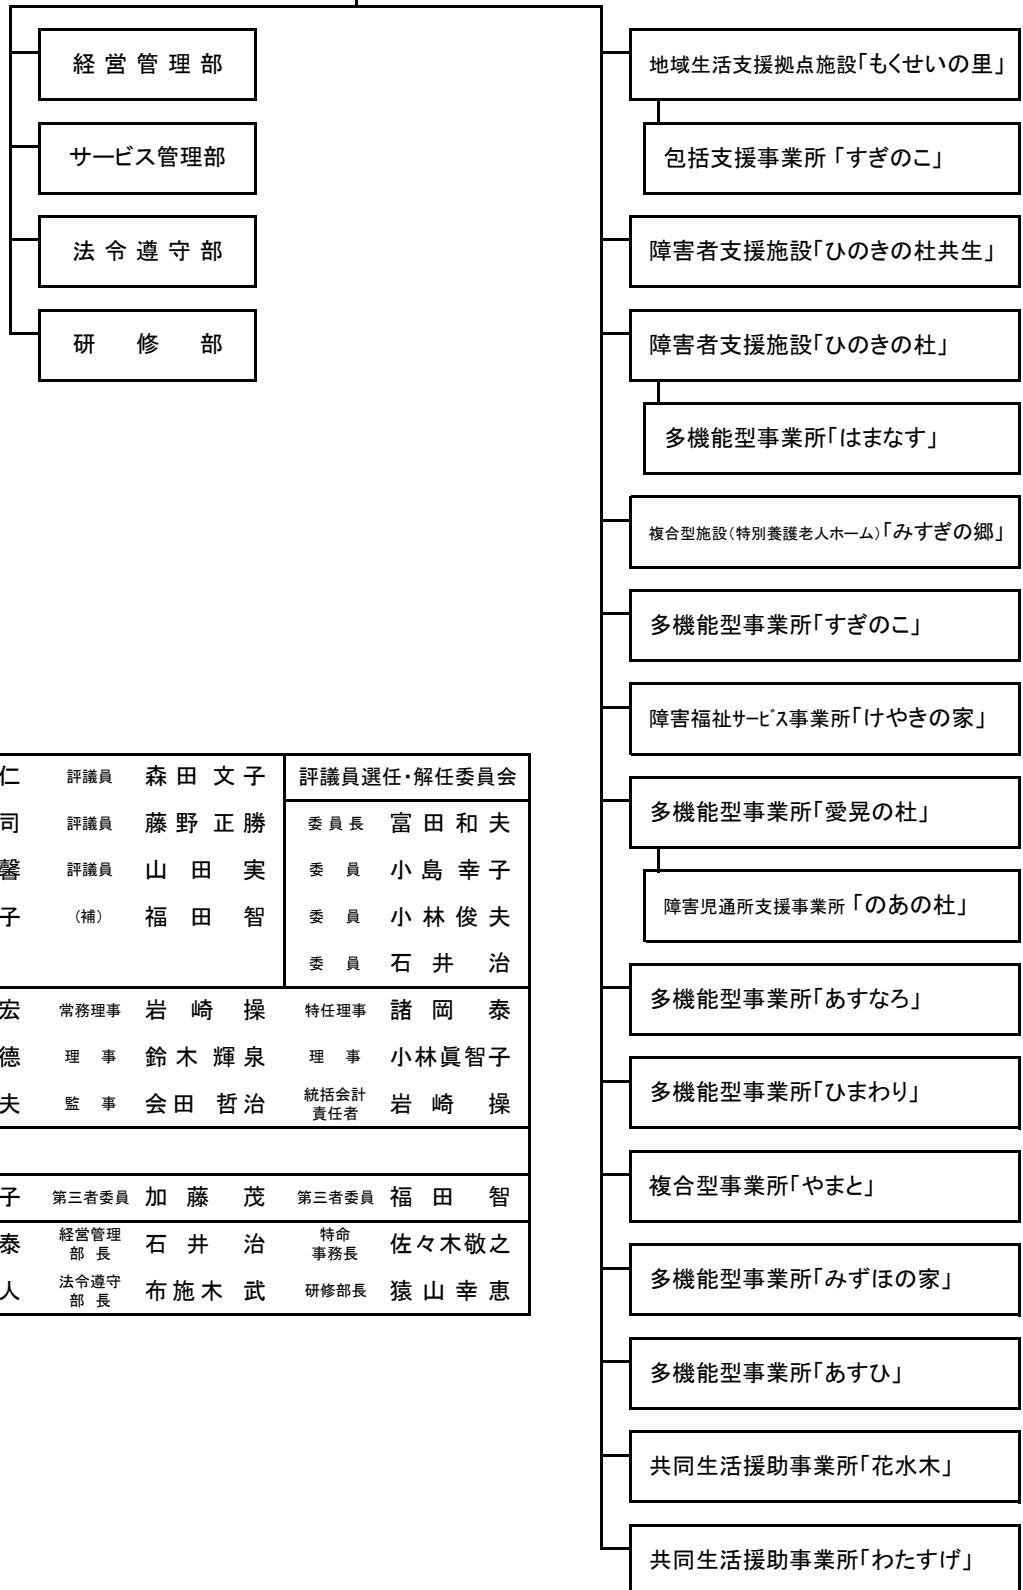 経営管理部
サービス管理部
法令遵守部
研修部
地域生活支援拠点施設「もくせいの里」
包括支援事業所「すぎのこ」
障害者支援施設「ひのきの杜共生」
障害者支援施設「ひのきの杜」
多機能型事業所「はまなす」
複合型施設(特別養護老人ホーム)「みすぎの郷」
多機能型事業所「すぎのこ」
障害福祉サービス事業所「けやきの家」
多機能型事業所「愛晃の杜」
障害児通所支援事業所「のあの杜」
多機能型事業所「あすなろ」
多機能型事業所「ひまわり」
複合型事業所「やまと」
多機能型事業所「みずほの家」
多機能型事業所「あすひ」
共同生活援助事業所「花水木」
共同生活援助事業所「わたすげ」
仁 評議員 森田文子 評議員選任・解任委員会
司 評議員 藤野正勝 委員長 富田和夫
馨 評議員 山田実 委員 小島幸子
子 (補) 福田智 委員 小林俊夫
委員 石井治
宏 常務理事 岩崎操 特任理事 諸岡泰
徳 理事 鈴木輝泉 理事 小林眞智子
夫 監事 会田哲治 統括会計責任者 岩崎操
子 第三者委員 加藤茂 第三者委員 福田智
泰 経営管理部長 石井治 特命事務長 佐々木敬之
人 法令遵守部長 布施木武 研修部長 猿山幸恵